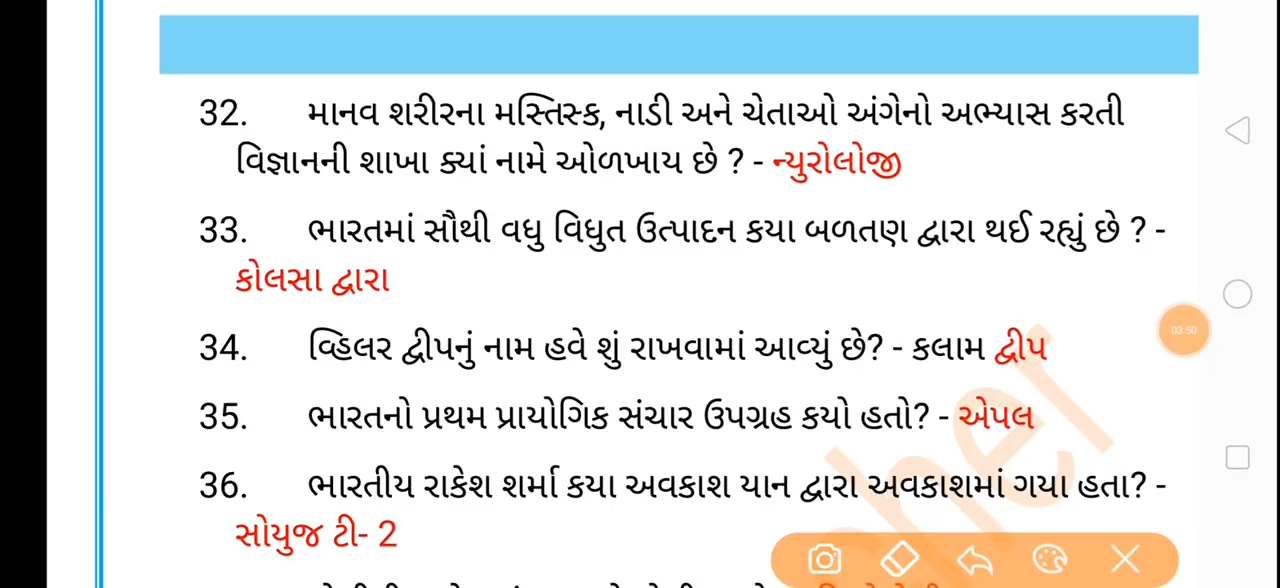 32. માનવ શરીરના મસ્તિસ્ક, નાડી અને ચેતાઓ અંગેનો અભ્યાસ કરતી
વિજ્ઞાનની શાખા ક્યાં નામે ઓળખાય છે ? - ન્યુરોલોજી
33. ભારતમાં સૌથી વધુ વિધુત ઉત્પાદન કયા બળતણ દ્વારા થઈ રહ્યું છે ? -
કોલસા દ્વારા
34. વ્હિલર દ્વીપનું નામ હવે શું રાખવામાં આવ્યું છે? - કલામ દ્વીપ
03:50
35. ભારતનો પ્રથમ પ્રાયોગિક સંચાર ઉપગ્રહ કયો હતો? - એપલ
36. ભારતીય રાકેશ શર્મા કયા અવકાશ યાન દ્વારા અવકાશમાં ગયા હતા? -
સોયુજ ટી- 2